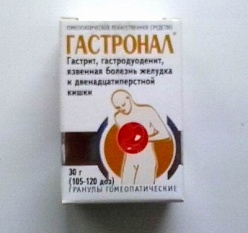 ГОМЕОПАТИЧЕСКОЕ ЛЕКАРСТВЕННОЕ СРЕДСТВО
ГАСТРОНАЛ®
Гастрит, гастродуоденит,
язвенная болезнь желудка
и двенадцатиперстной
кишки
30 г
(105-120 доз)
ГРАНУЛЫ ГОМЕОПАТИЧЕСКИЕ